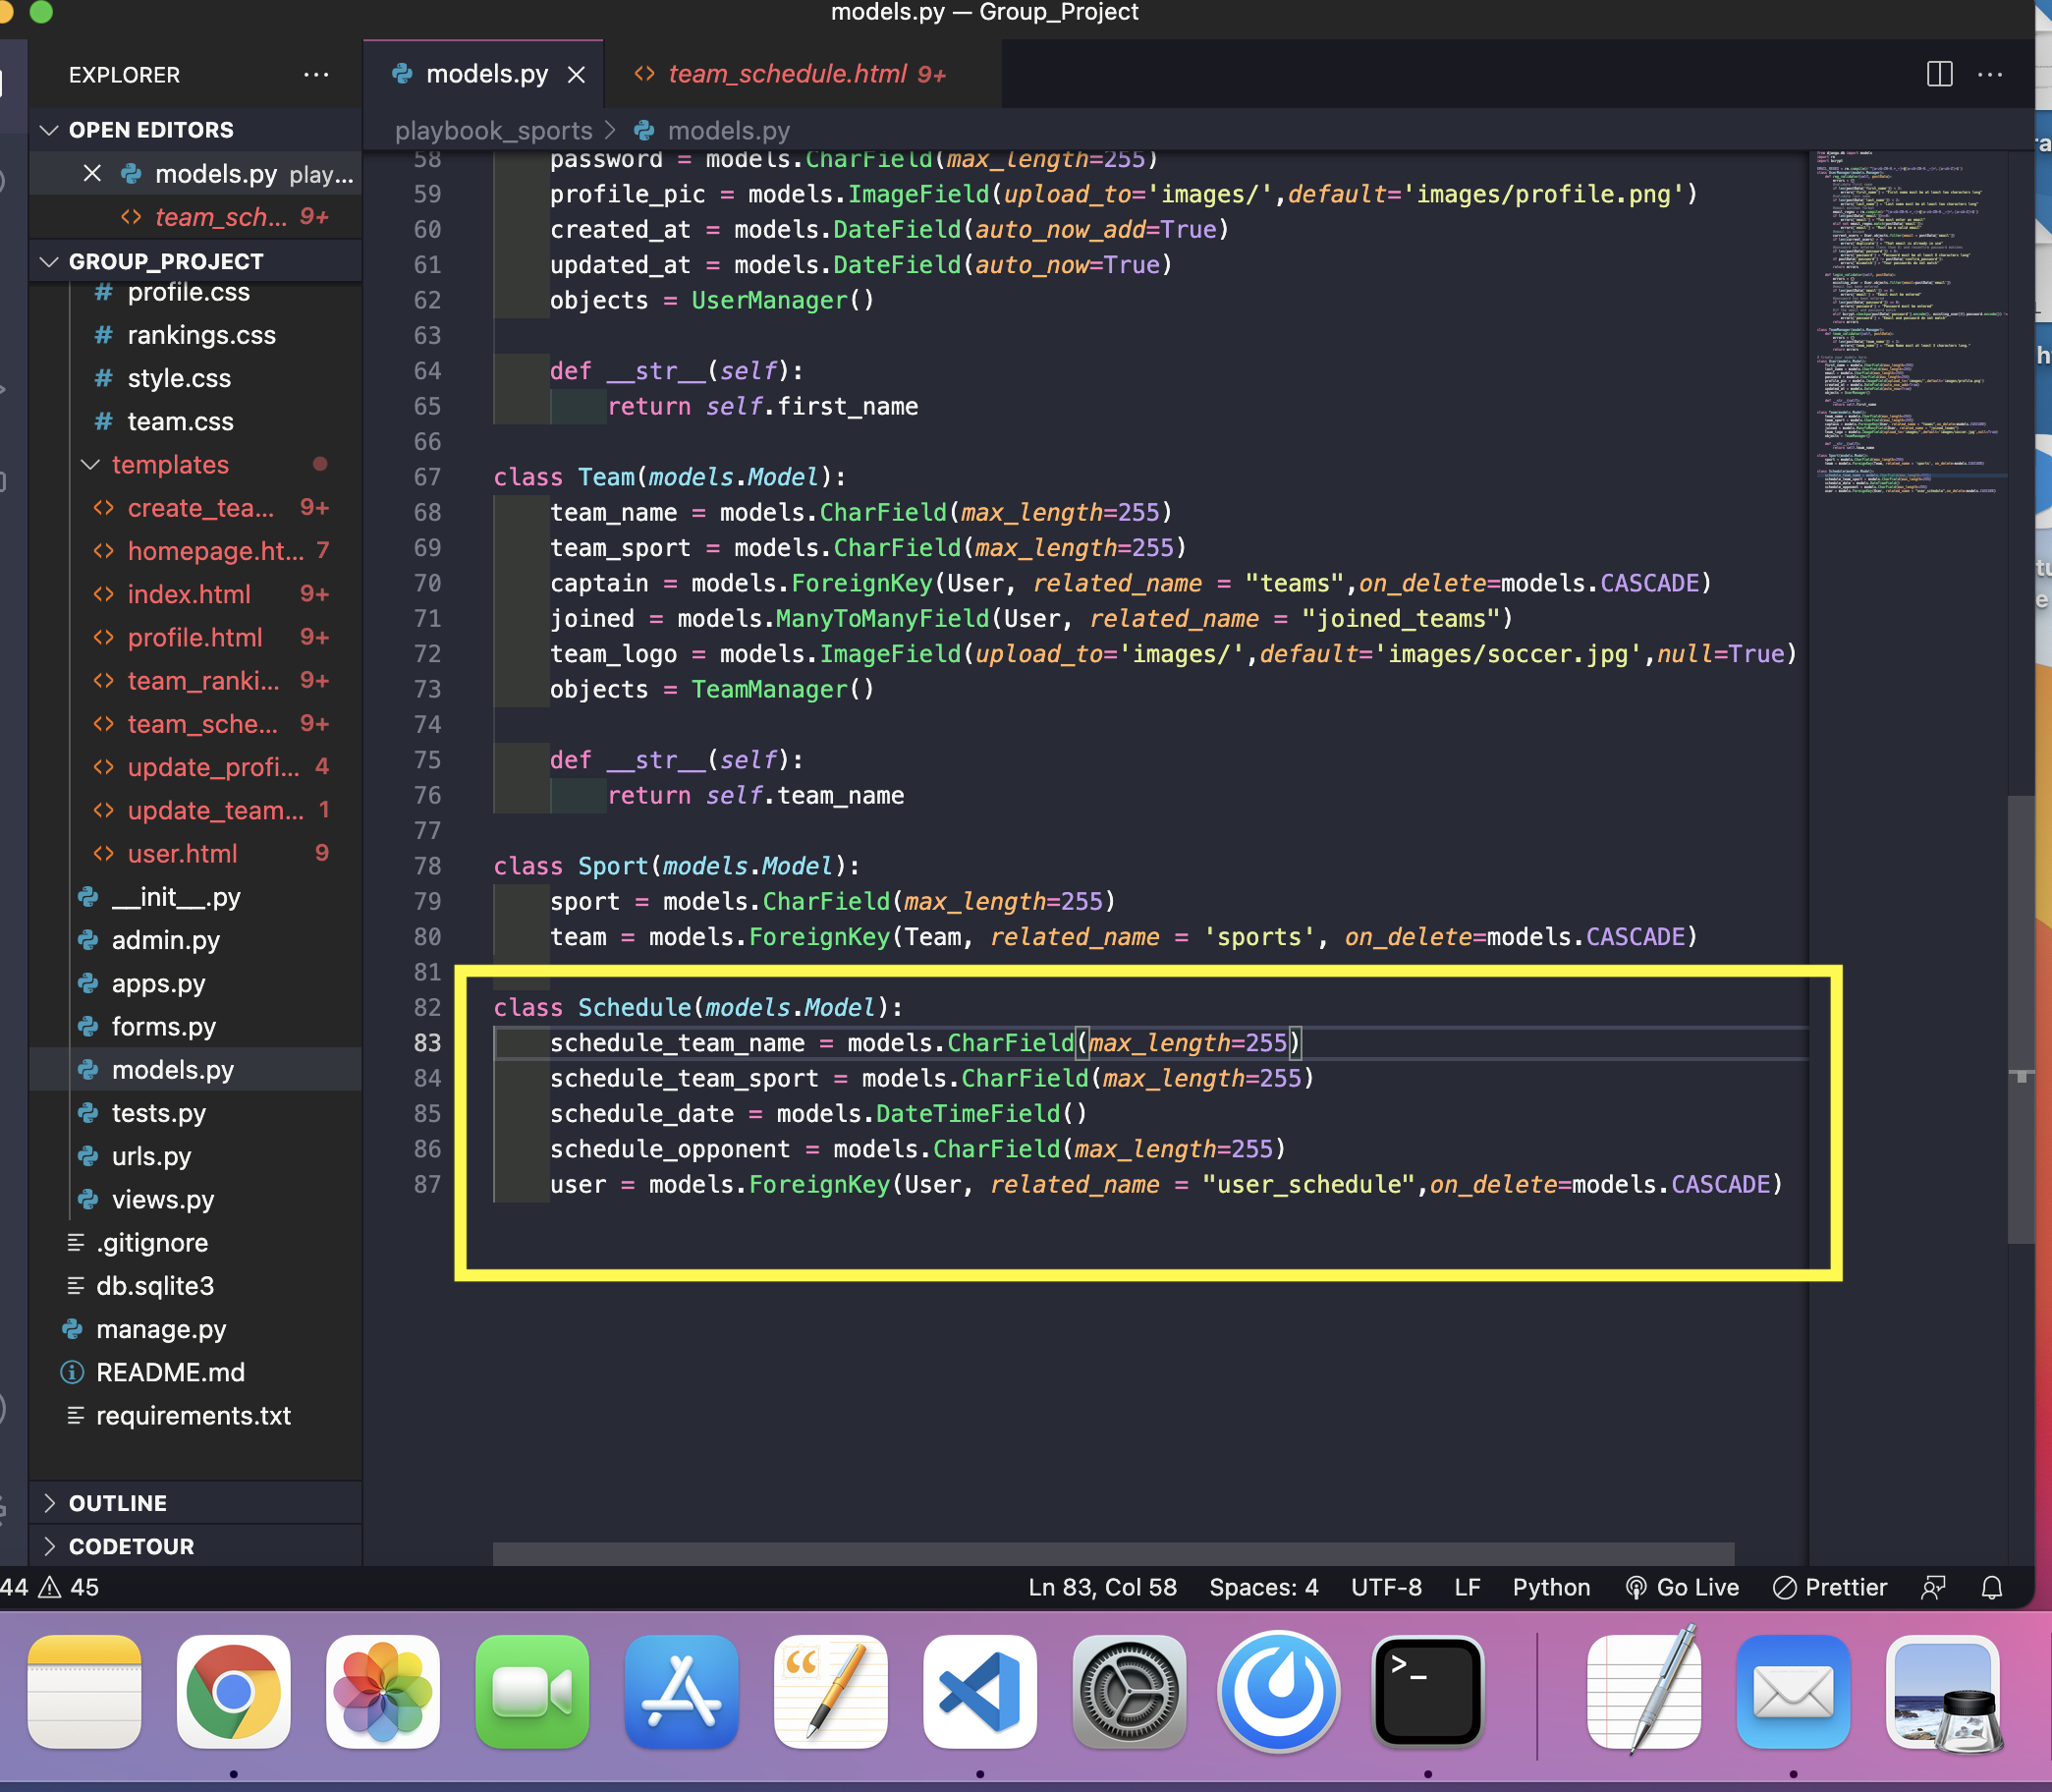 models.py — Group_Project
EXPLORER
models.py
team_schedule.html 9+
OPEN EDITORS
models.py play...
team_sch... 9+
GROUP_PROJECT
profile.css
rankings.css
style.css
team.css
templates
create_tea... 9+
homepage.ht... 7
index.html 9+
profile.html 9+
team_ranki... 9+
team_sche... 9+
update_profi... 4
update_team... 1
user.html 9
__init__.py
admin.py
apps.py
forms.py
models.py
tests.py
urls.py
views.py
.gitignore
db.sqlite3
manage.py
README.md
requirements.txt
OUTLINE
CODETOUR
playbook_sports > models.py
58 password = models.CharField(max_length=255)
59 profile_pic = models.ImageField(upload_to='images/',default='images/profile.png')
60 created_at = models.DateField(auto_now_add=True)
61 updated_at = models.DateField(auto_now=True)
62 objects = UserManager()
63
64 def __str__(self):
65 return self.first_name
66
67 class Team(models.Model):
68 team_name = models.CharField(max_length=255)
69 team_sport = models.CharField(max_length=255)
70 captain = models.ForeignKey(User, related_name = "teams",on_delete=models.CASCADE)
71 joined = models.ManyToManyField(User, related_name = "joined_teams")
72 team_logo = models.ImageField(upload_to='images/',default='images/soccer.jpg',null=True)
73 objects = TeamManager()
74
75 def __str__(self):
76 return self.team_name
77
78 class Sport(models.Model):
79 sport = models.CharField(max_length=255)
80 team = models.ForeignKey(Team, related_name = 'sports', on_delete=models.CASCADE)
81
82 class Schedule(models.Model):
83 schedule_team_name = models.CharField(max_length=255)
84 schedule_team_sport = models.CharField(max_length=255)
85 schedule_date = models.DateTimeField()
86 schedule_opponent = models.CharField(max_length=255)
87 user = models.ForeignKey(User, related_name = "user_schedule",on_delete=models.CASCADE)
44 45
Ln 83, Col 58 Spaces: 4 UTF-8 LF Python Go Live Prettier
>_